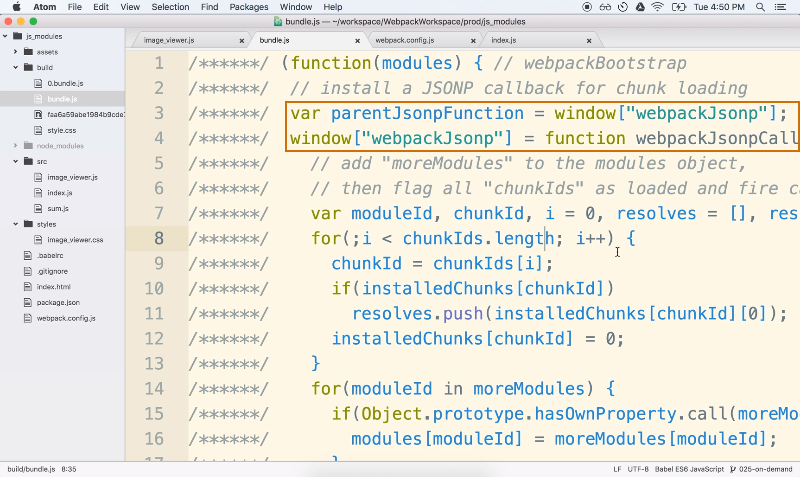 Atom File Edit View Selection Find Packages Window Help Tue 4:50 PM
bundle.js — ~/workspace/WebpackWorkspace/prod/js_modules
js_modules
assets
build
0.bundle.js
bundle.js
faa6a59abe1984b9cde
style.css
node_modules
src
image_viewer.js
index.js
sum.js
styles
image_viewer.css
.babelrc
.gitignore
index.html
package.json
webpack.config.js
image_viewer.js bundle.js webpack.config.js index.js
1 /******/ (function(modules) { // webpackBootstrap
2 /******/ // install a JSONP callback for chunk loading
3 /******/ var parentJsonpFunction = window["webpackJsonp"];
4 /******/ window["webpackJsonp"] = function webpackJsonpCall
5 /******/ // add "moreModules" to the modules object,
6 /******/ // then flag all "chunkIds" as loaded and fire ca
7 /******/ var moduleId, chunkId, i = 0, resolves = [], res
8 /******/ for(;i < chunkIds.length; i++) {
9 /******/ chunkId = chunkIds[i];
10 /******/ if(installedChunks[chunkId])
11 /******/ resolves.push(installedChunks[chunkId][0]);
12 /******/ installedChunks[chunkId] = 0;
13 /******/ }
14 /******/ for(moduleId in moreModules) {
15 /******/ if(Object.prototype.hasOwnProperty.call(moreMo
16 /******/ modules[moduleId] = moreModules[moduleId];
17 /******/ }
build/bundle.js 8:35 LF UTF-8 Babel ES6 JavaScript 025-on-demand